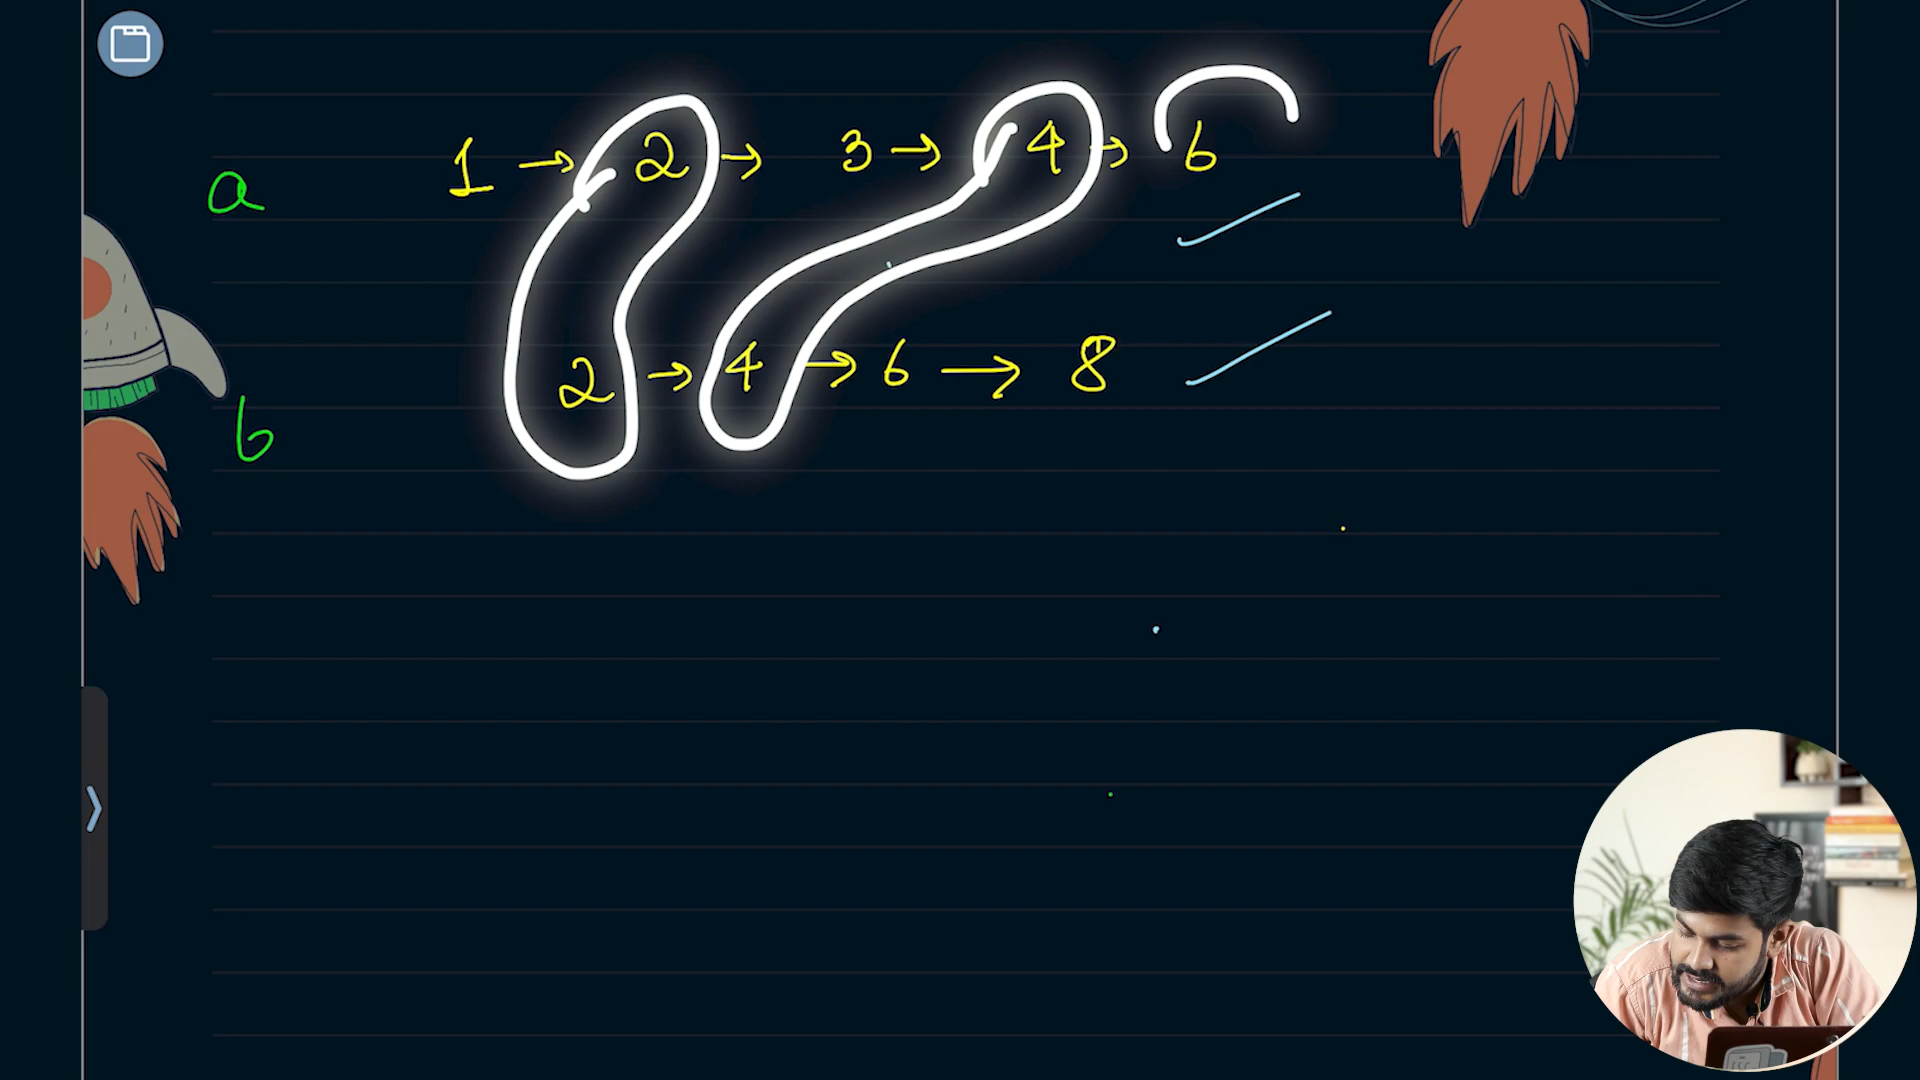 1 → 2 → 3 → 4 → 6
a
2 → 4 → 6 → 8
b